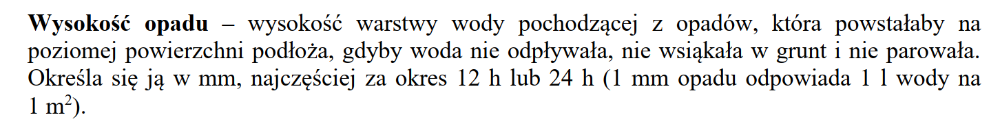 Wysokość opadu – wysokość warstwy wody pochodzącej z opadów, która powstałaby na
poziomej powierzchni podłoża, gdyby woda nie odpływała, nie wsiąkała w grunt i nie parowała.
Określa się ją w mm, najczęściej za okres 12 h lub 24 h (1 mm opadu odpowiada 1 l wody na
1 m²).